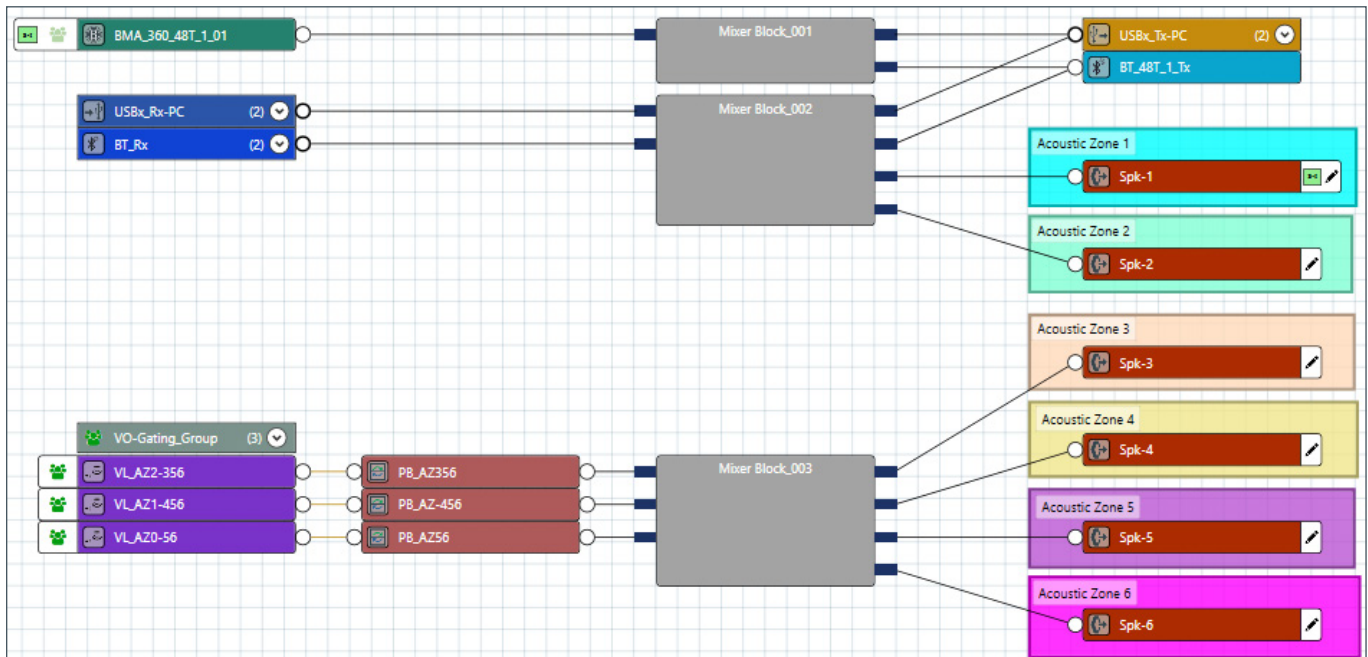 BMA_360_48T_1_01
Mixer Block_001
USBx_Tx-PC (2)
BT_48T_1_Tx
USBx_Rx-PC (2)
Mixer Block_002
BT_Rx (2)
Acoustic Zone 1
Spk-1
Acoustic Zone 2
Spk-2
Acoustic Zone 3
Spk-3
Acoustic Zone 4
VO-Gating_Group (3)
Spk-4
VL_AZ2-356
PB_AZ356
Mixer Block_003
VL_AZ1-456
PB_AZ-456
Acoustic Zone 5
VL_AZ0-56
PB_AZ56
Spk-5
Acoustic Zone 6
Spk-6